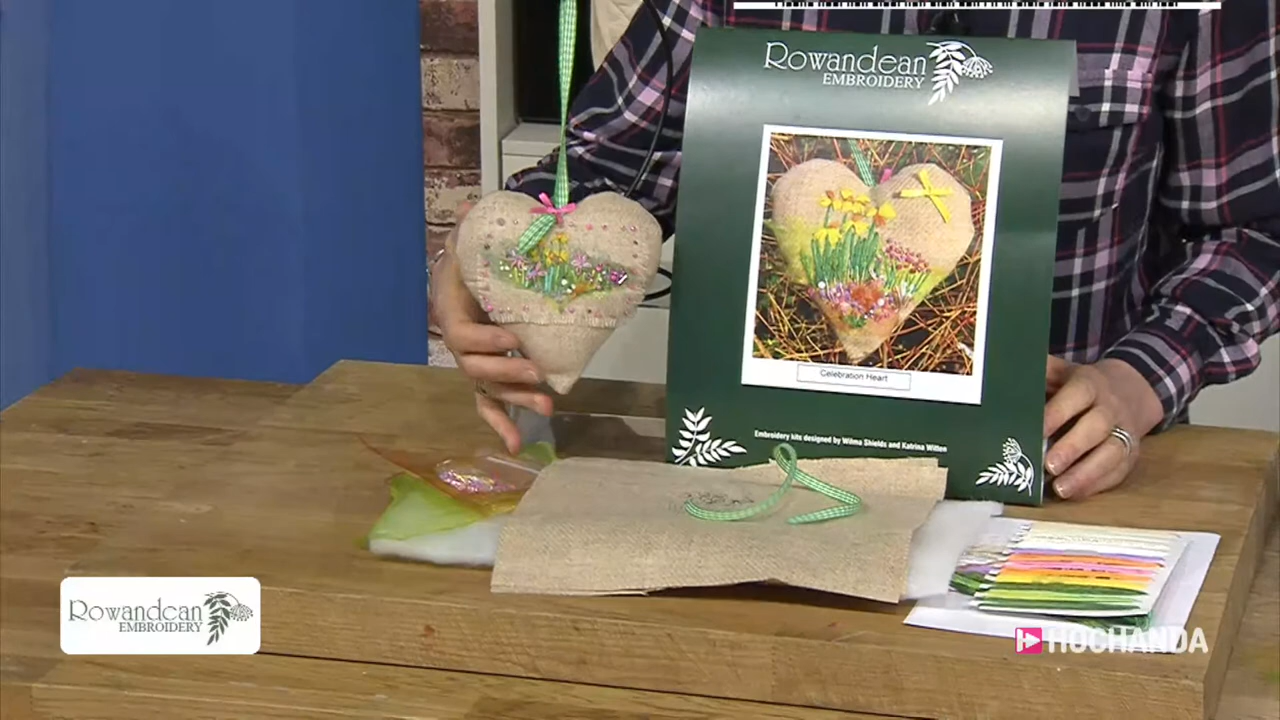 Rowandean
EMBROIDERY
Celebration Heart
Embroidery kits designed by Wilma Shields and Katrina Witten
Rowandean
EMBROIDERY
HOCHANDA